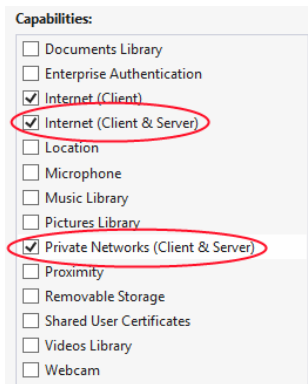 Capabilities:
Documents Library
Enterprise Authentication
Internet (Client)
Internet (Client & Server)
Location
Microphone
Music Library
Pictures Library
Private Networks (Client & Server)
Proximity
Removable Storage
Shared User Certificates
Videos Library
Webcam